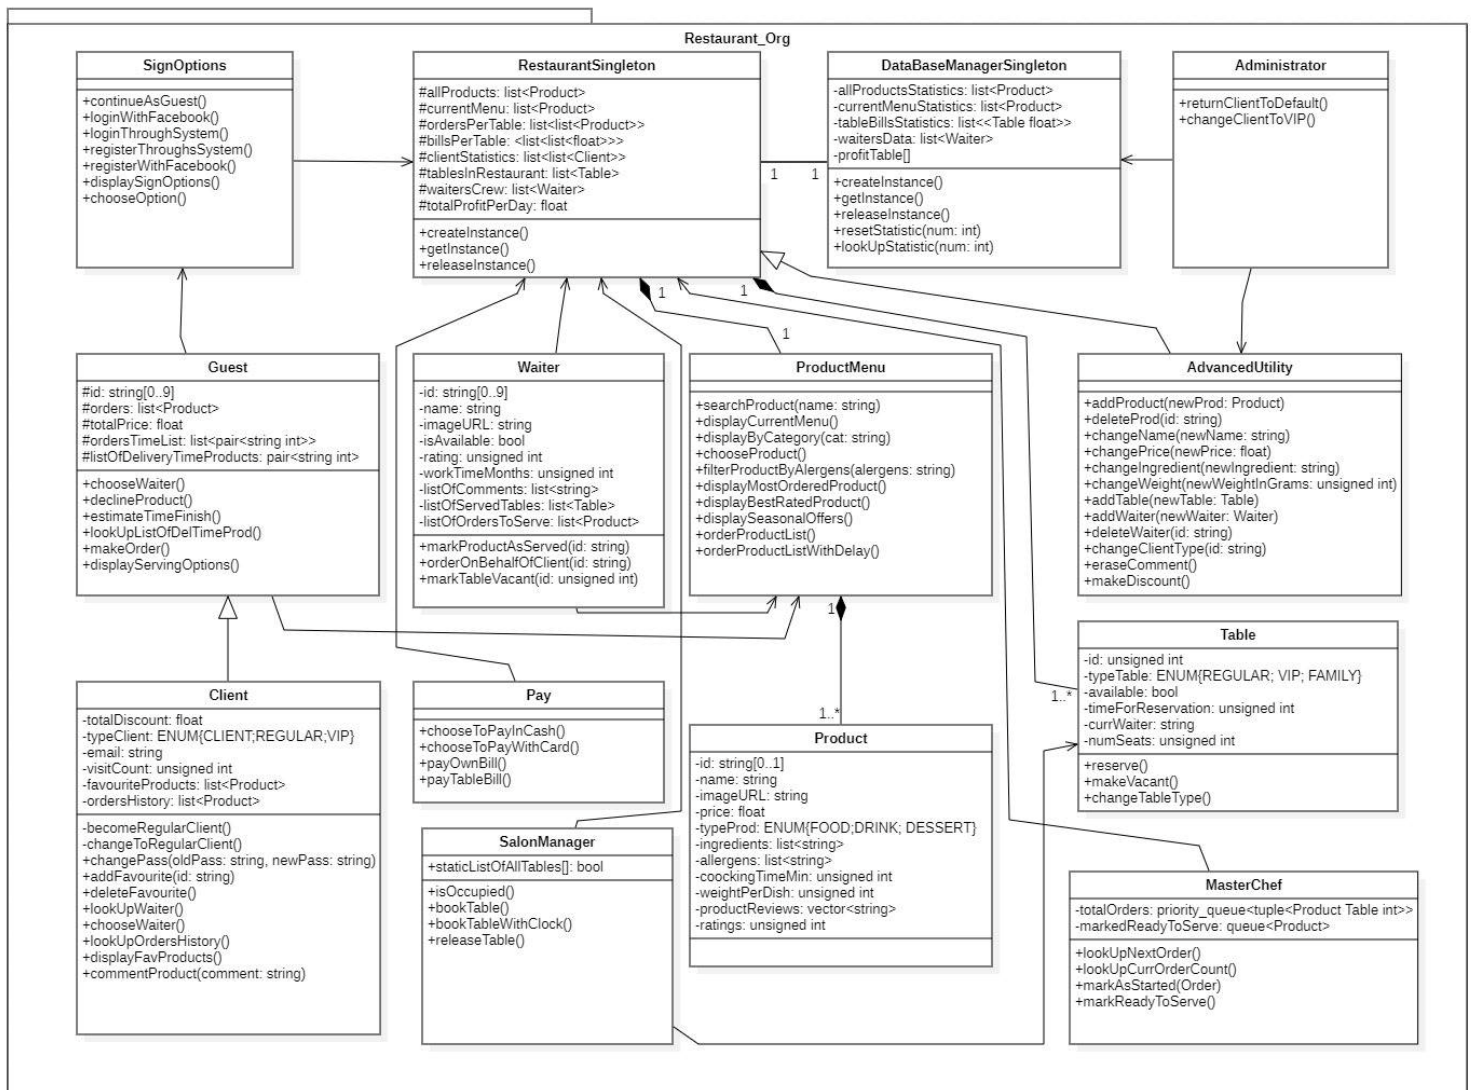 Restaurant_Org
SignOptions
+continueAsGuest()
+loginWithFacebook()
+loginThroughSystem()
+registerThroughsSystem()
+registerWithFacebook()
+displaySignOptions()
+chooseOption()
RestaurantSingleton
#allProducts: list<Product>
#currentMenu: list<Product>
#ordersPerTable: list<list<Product>>
#billsPerTable: <list<list<float>>>
#clientStatistics: list<list<Client>>
#tablesInRestaurant: list<Table>
#waitersCrew: list<Waiter>
#totalProfitPerDay: float
+createInstance()
+getInstance()
+releaseInstance()
1
1
DataBaseManagerSingleton
-allProductsStatistics: list<Product>
-currentMenuStatistics: list<Product>
-tableBillsStatistics: list<<Table float>>
-waitersData: list<Waiter>
-profitTable[]
+createInstance()
+getInstance()
+releaseInstance()
+resetStatistic(num: int)
+lookUpStatistic(num: int)
Administrator
+returnClientToDefault()
+changeClientToVIP()
1
1
1
Guest
#id: string[0..9]
#orders: list<Product>
#totalPrice: float
#ordersTimeList: list<pair<string int>>
#listOfDeliveryTimeProducts: pair<string int>
+chooseWaiter()
+declineProduct()
+estimateTimeFinish()
+lookUpListOfDelTimeProd()
+makeOrder()
+displayServingOptions()
Waiter
-id: string[0..9]
-name: string
-imageURL: string
-isAvailable: bool
-rating: unsigned int
-workTimeMonths: unsigned int
-listOfComments: list<string>
-listOfServedTables: list<Table>
-listOfOrdersToServe: list<Product>
+markProductAsServed(id: string)
+orderOnBehalfOfClient(id: string)
+markTableVacant(id: unsigned int)
ProductMenu
+searchProduct(name: string)
+displayCurrentMenu()
+displayByCategory(cat: string)
+chooseProduct()
+filterProductByAlergens(alergens: string)
+displayMostOrderedProduct()
+displayBestRatedProduct()
+displaySeasonalOffers()
+orderProductList()
+orderProductListWithDelay()
1
1..*
AdvancedUtility
+addProduct(newProd: Product)
+deleteProd(id: string)
+changeName(newName: string)
+changePrice(newPrice: float)
+changeIngredient(newIngredient: string)
+changeWeight(newWeightInGrams: unsigned int)
+addTable(newTable: Table)
+addWaiter(newWaiter: Waiter)
+deleteWaiter(id: string)
+changeClientType(id: string)
+eraseComment()
+makeDiscount()
Client
-totalDiscount: float
-typeClient: ENUM{CLIENT;REGULAR;VIP}
-email: string
-visitCount: unsigned int
-favouriteProducts: list<Product>
-ordersHistory: list<Product>
-becomeRegularClient()
-changeToRegularClient()
+changePass(oldPass: string, newPass: string)
+addFavourite(id: string)
+deleteFavourite()
+lookUpWaiter()
+chooseWaiter()
+lookUpOrdersHistory()
+displayFavProducts()
+commentProduct(comment: string)
Pay
+chooseToPayInCash()
+chooseToPayWithCard()
+payOwnBill()
+payTableBill()
SalonManager
+staticListOfAllTables[]: bool
+isOccupied()
+bookTable()
+bookTableWithClock()
+releaseTable()
Product
-id: string[0..1]
-name: string
-imageURL: string
-price: float
-typeProd: ENUM{FOOD;DRINK; DESSERT}
-ingredients: list<string>
-allergens: list<string>
-coockingTimeMin: unsigned int
-weightPerDish: unsigned int
-productReviews: vector<string>
-ratings: unsigned int
1..*
Table
-id: unsigned int
-typeTable: ENUM{REGULAR; VIP; FAMILY}
-available: bool
-timeForReservation: unsigned int
-currWaiter: string
-numSeats: unsigned int
+reserve()
+makeVacant()
+changeTableType()
MasterChef
-totalOrders: priority_queue<tuple<Product Table int>>
-markedReadyToServe: queue<Product>
+lookUpNextOrder()
+lookUpCurrOrderCount()
+markAsStarted(Order)
+markReadyToServe()